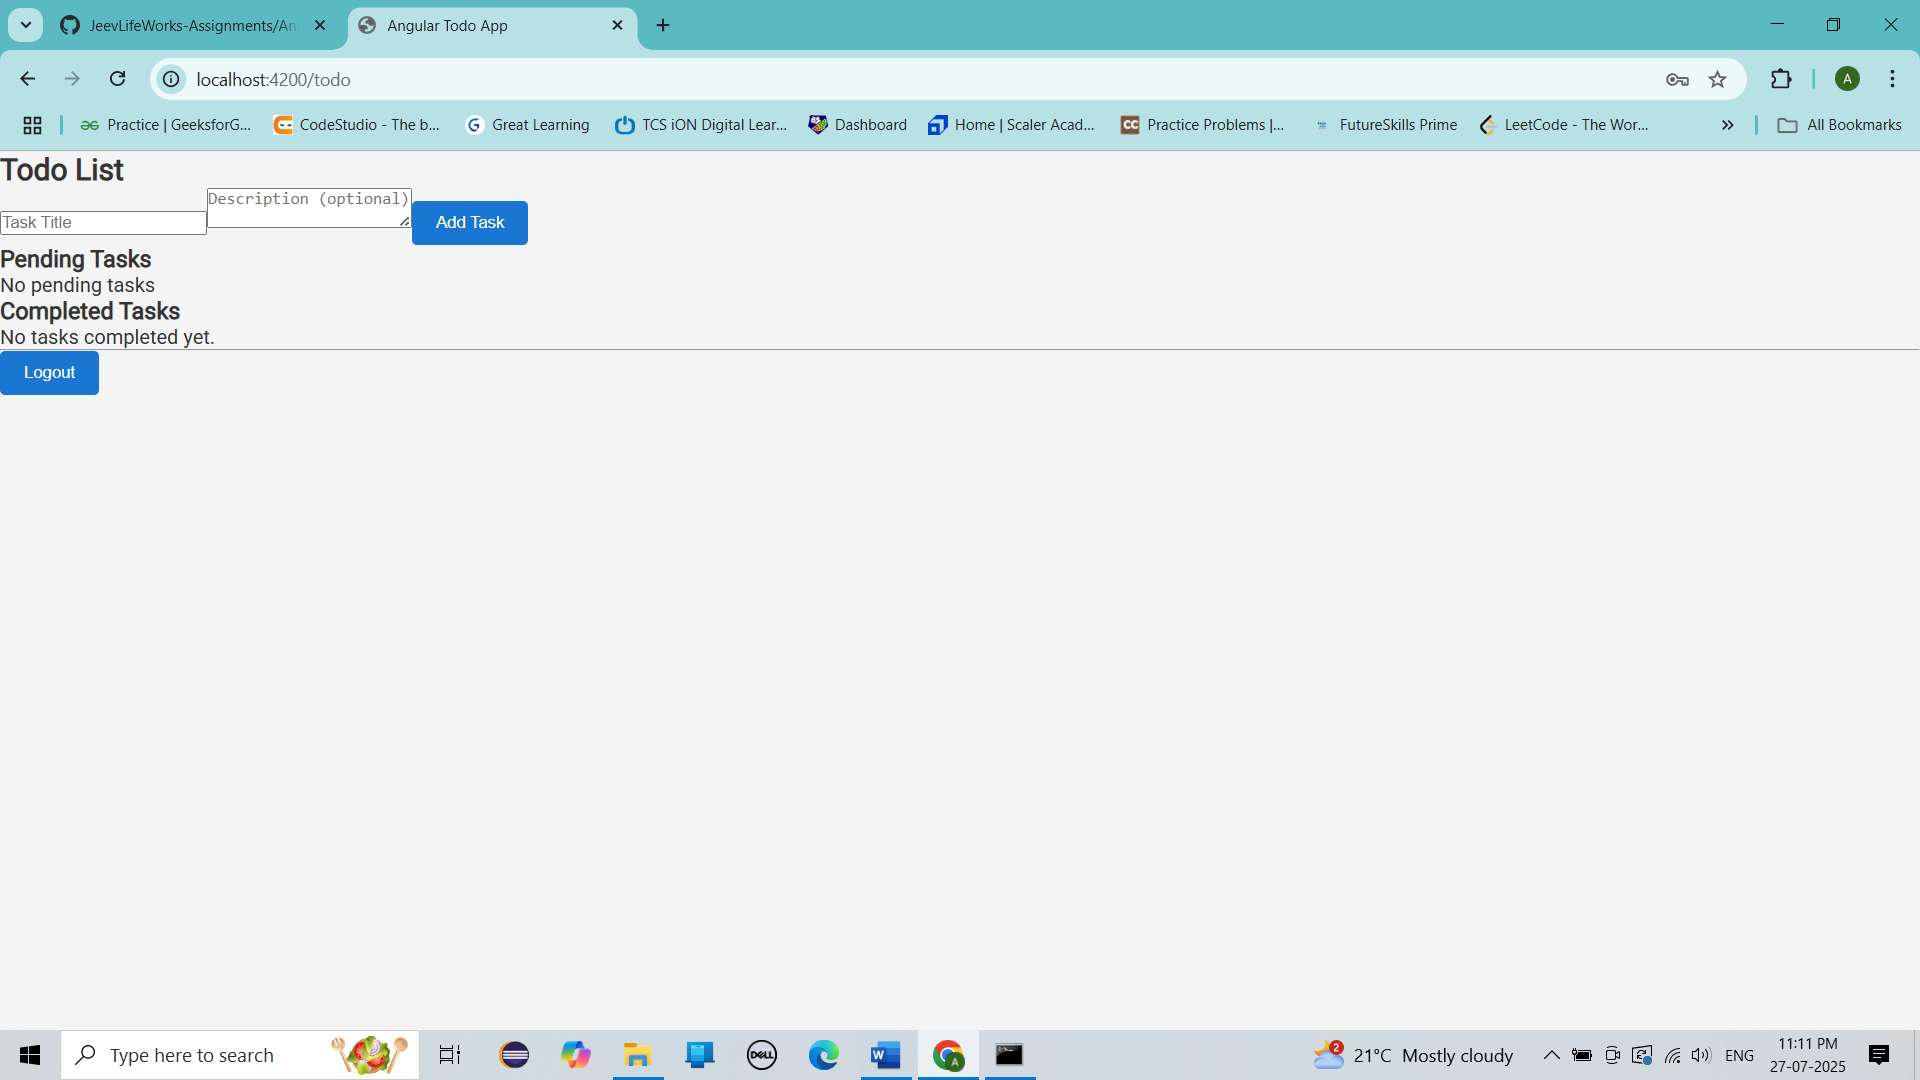 JeevLifeWorks-Assignments/An
Angular Todo App
localhost:4200/todo
A
Practice | GeeksforG...
CodeStudio - The b...
Great Learning
TCS iON Digital Lear...
Dashboard
Home | Scaler Acad...
CC
Practice Problems |...
FutureSkills Prime
LeetCode - The Wor...
All Bookmarks
Todo List
Task Title
Description (optional)
Add Task
Pending Tasks
No pending tasks
Completed Tasks
No tasks completed yet.
Logout
Type here to search
DELL
W
A
2
21°C Mostly cloudy
ENG
11:11 PM
27-07-2025